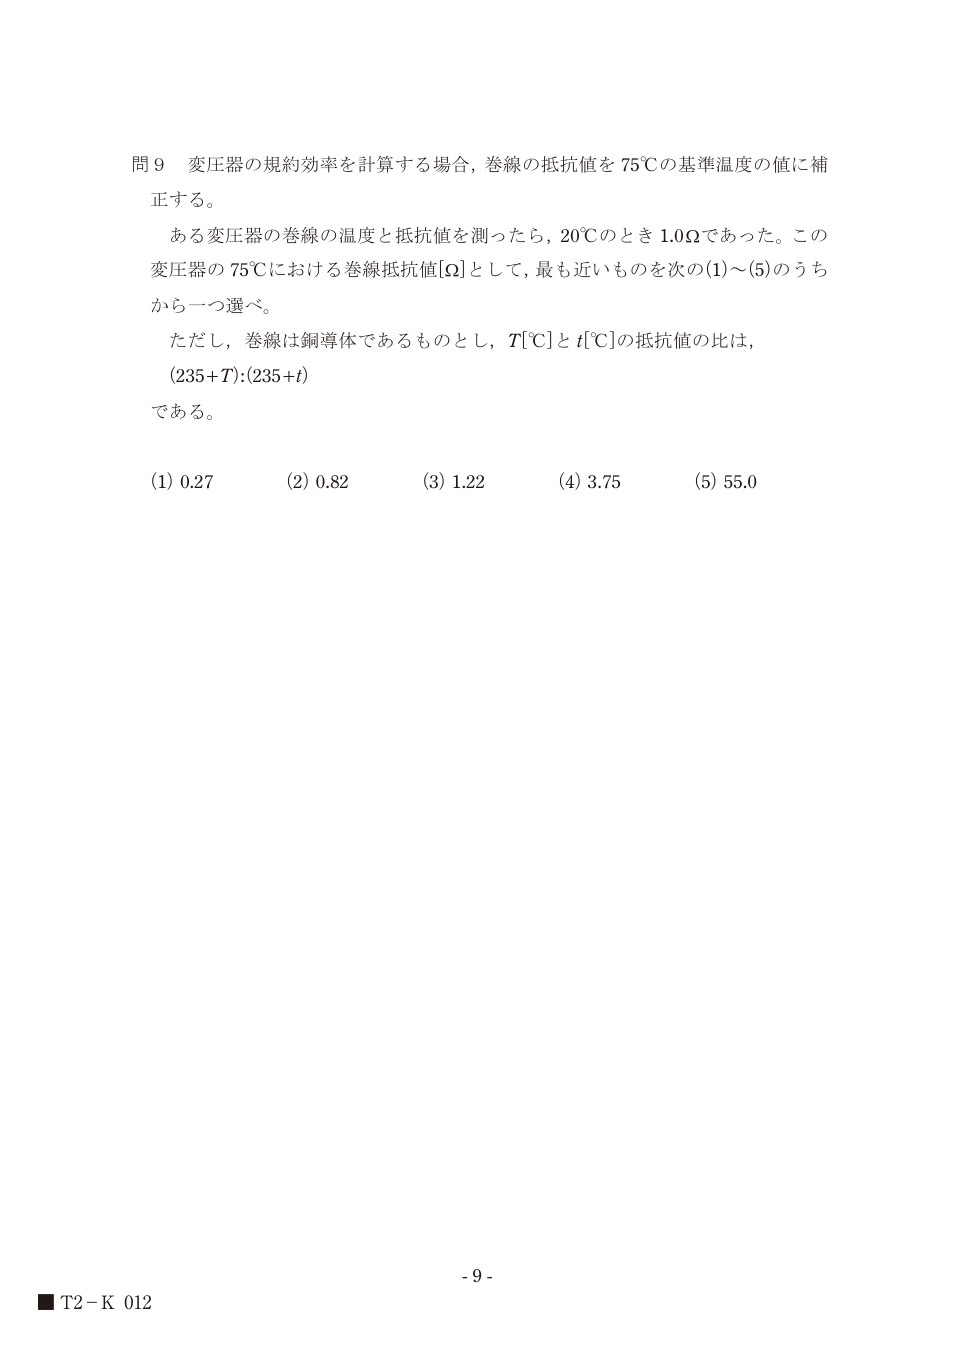 問９　変圧器の規約効率を計算する場合，巻線の抵抗値を 75℃の基準温度の値に補
正する。
ある変圧器の巻線の温度と抵抗値を測ったら，20℃のとき 1.0Ωであった。この
変圧器の 75℃における巻線抵抗値[Ω]として，最も近いものを次の(1)～(5)のうち
から一つ選べ。
ただし，巻線は銅導体であるものとし，T[℃]と t[℃]の抵抗値の比は，
(235+T):(235+t)
である。
(1) 0.27　(2) 0.82　(3) 1.22　(4) 3.75　(5) 55.0
- 9 -
■ T2－K 012